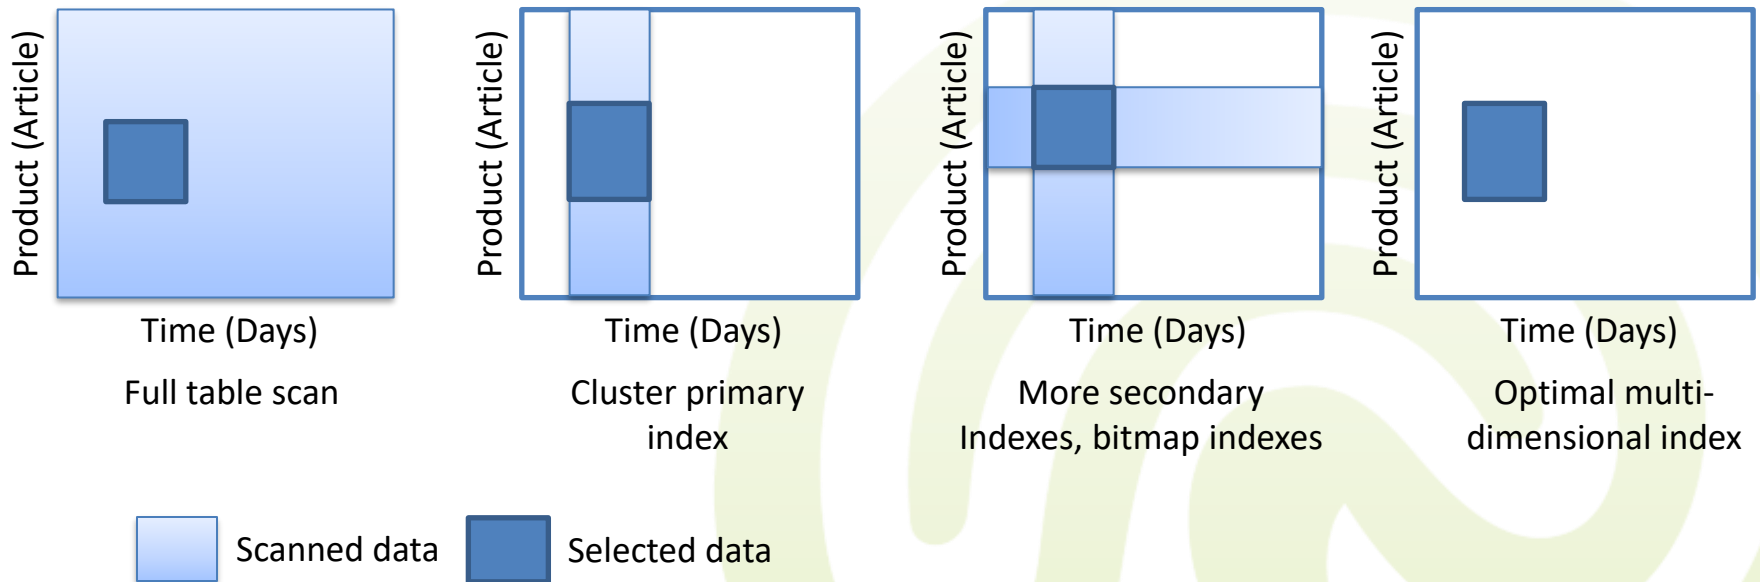 Product (Article)
Time (Days)
Full table scan
Product (Article)
Time (Days)
Cluster primary
index
Product (Article)
Time (Days)
More secondary
Indexes, bitmap indexes
Product (Article)
Time (Days)
Optimal multi-
dimensional index
Scanned data
Selected data